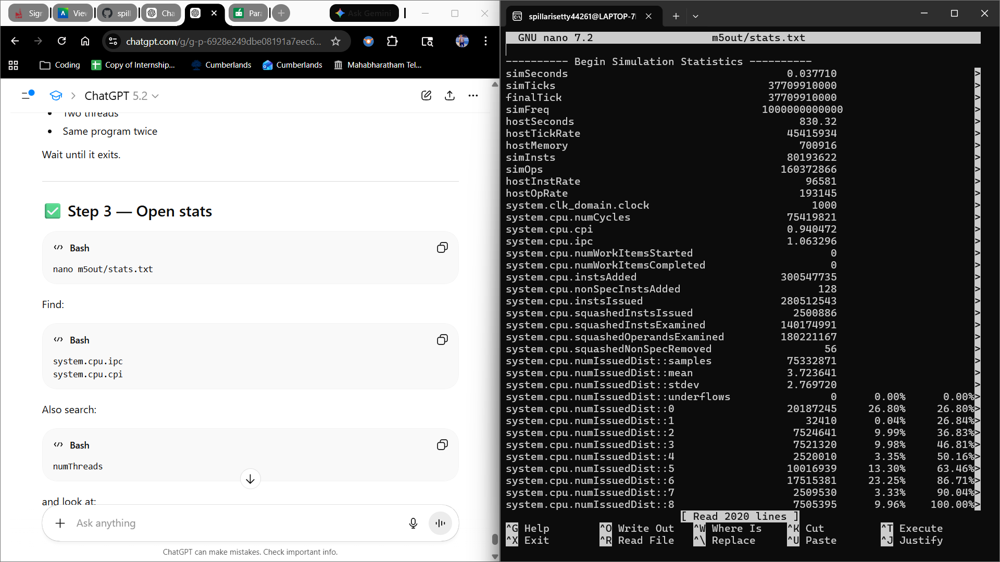 Sigr
Viev
spill
Cha
Para
Ask Gemini
chatgpt.com/g/g-p-6928e249dbe08191a7eec6...
Coding
Copy of Internship...
Cumberlands
Cumberlands
Mahabharatham Tel...
ChatGPT 5.2
Two threads
Same program twice
Wait until it exits.
Step 3 — Open stats
Bash
nano m5out/stats.txt
Find:
Bash
system.cpu.ipc
system.cpu.cpi
Also search:
Bash
numThreads
and look at:
Ask anything
ChatGPT can make mistakes. Check important info.
spillarisetty44261@LAPTOP-7
GNU nano 7.2 m5out/stats.txt
---------- Begin Simulation Statistics ----------
simSeconds 0.037710 >
simTicks 37709910000 >
finalTick 37709910000 >
simFreq 1000000000000 >
hostSeconds 830.32 >
hostTickRate 45415934 >
hostMemory 700916 >
simInsts 80193622 >
simOps 160372866 >
hostInstRate 96581 >
hostOpRate 193145 >
system.clk_domain.clock 1000 >
system.cpu.numCycles 75419821 >
system.cpu.cpi 0.940472 >
system.cpu.ipc 1.063296 >
system.cpu.numWorkItemsStarted 0 >
system.cpu.numWorkItemsCompleted 0 >
system.cpu.instsAdded 300547735 >
system.cpu.nonSpecInstsAdded 128 >
system.cpu.instsIssued 280512543 >
system.cpu.squashedInstsIssued 2500886 >
system.cpu.squashedInstsExamined 140174991 >
system.cpu.squashedOperandsExamined 180221167 >
system.cpu.squashedNonSpecRemoved 56 >
system.cpu.numIssuedDist::samples 75332871 >
system.cpu.numIssuedDist::mean 3.723641 >
system.cpu.numIssuedDist::stdev 2.769720 >
system.cpu.numIssuedDist::underflows 0 0.00% 0.00%>
system.cpu.numIssuedDist::0 20187245 26.80% 26.80%>
system.cpu.numIssuedDist::1 32410 0.04% 26.84%>
system.cpu.numIssuedDist::2 7524641 9.99% 36.83%>
system.cpu.numIssuedDist::3 7521320 9.98% 46.81%>
system.cpu.numIssuedDist::4 2520010 3.35% 50.16%>
system.cpu.numIssuedDist::5 10016939 13.30% 63.46%>
system.cpu.numIssuedDist::6 17515381 23.25% 86.71%>
system.cpu.numIssuedDist::7 2509530 3.33% 90.04%>
system.cpu.numIssuedDist::8 7505395 9.96% 100.00%>
[ Read 2020 lines ]
^G Help ^O Write Out ^W Where Is ^K Cut ^T Execute
^X Exit ^R Read File ^\ Replace ^U Paste ^J Justify